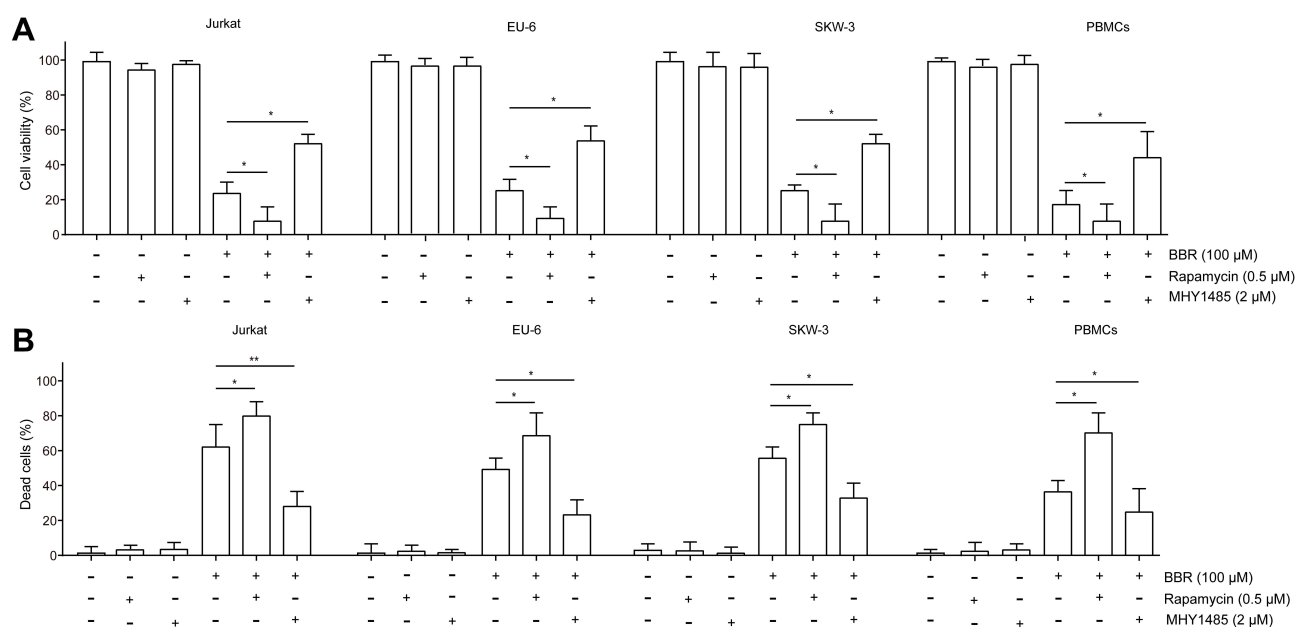 A
Jurkat EU-6 SKW-3 PBMCs
Cell viability (%)
100
80
60
40
20
0
* * * * * * * *
- - - + + + - - - + + + - - - + + + - - - + + + BBR (100 µM)
- + - - + - - + - - + - - + - - + - - + - - + - Rapamycin (0.5 µM)
- - + - - + - - + - - + - - + - - + - - + - - + MHY1485 (2 µM)
B
Jurkat EU-6 SKW-3 PBMCs
Dead cells (%)
100
80
60
40
20
0
** * * * * * * *
- - - + + + - - - + + + - - - + + + - - - + + + BBR (100 µM)
- + - - + - - + - - + - - + - - + - - + - - + - Rapamycin (0.5 µM)
- - + - - + - - + - - + - - + - - + - - + - - + MHY1485 (2 µM)